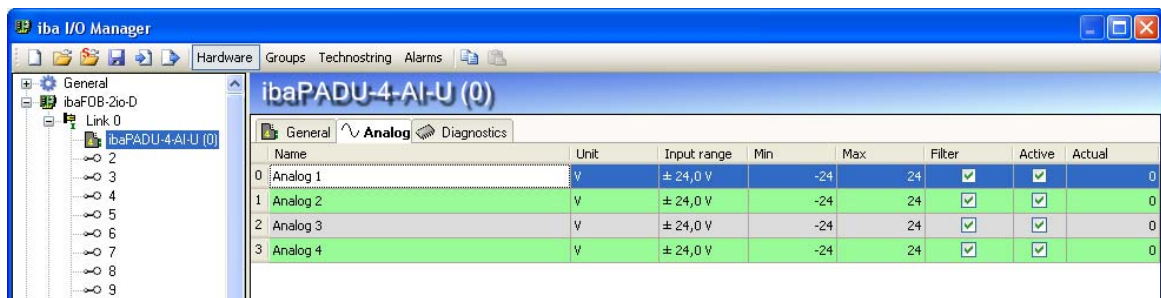 iba I/O Manager
Hardware Groups Technostring Alarms
General
ibaFOB-2io-D
Link 0
ibaPADU-4-AI-U (0)
2
3
4
5
6
7
8
9
ibaPADU-4-AI-U (0)
General Analog Diagnostics
Name Unit Input range Min Max Filter Active Actual
0 Analog 1 V ± 24,0 V -24 24 0
1 Analog 2 V ± 24,0 V -24 24 0
2 Analog 3 V ± 24,0 V -24 24 0
3 Analog 4 V ± 24,0 V -24 24 0